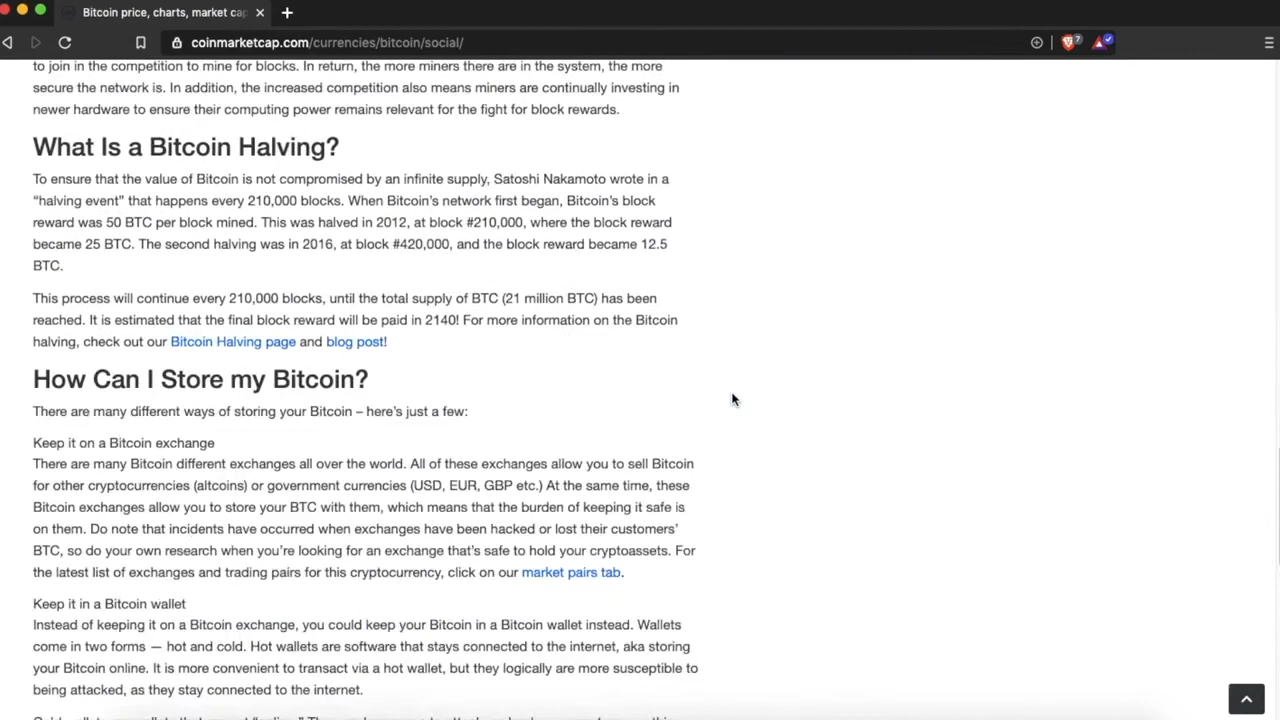 Bitcoin price, charts, market cap
coinmarketcap.com/currencies/bitcoin/social/
7
to join in the competition to mine for blocks. In return, the more miners there are in the system, the more
secure the network is. In addition, the increased competition also means miners are continually investing in
newer hardware to ensure their computing power remains relevant for the fight for block rewards.
What Is a Bitcoin Halving?
To ensure that the value of Bitcoin is not compromised by an infinite supply, Satoshi Nakamoto wrote in a
“halving event” that happens every 210,000 blocks. When Bitcoin’s network first began, Bitcoin’s block
reward was 50 BTC per block mined. This was halved in 2012, at block #210,000, where the block reward
became 25 BTC. The second halving was in 2016, at block #420,000, and the block reward became 12.5
BTC.
This process will continue every 210,000 blocks, until the total supply of BTC (21 million BTC) has been
reached. It is estimated that the final block reward will be paid in 2140! For more information on the Bitcoin
halving, check out our Bitcoin Halving page and blog post!
How Can I Store my Bitcoin?
There are many different ways of storing your Bitcoin – here’s just a few:
Keep it on a Bitcoin exchange
There are many Bitcoin different exchanges all over the world. All of these exchanges allow you to sell Bitcoin
for other cryptocurrencies (altcoins) or government currencies (USD, EUR, GBP etc.) At the same time, these
Bitcoin exchanges allow you to store your BTC with them, which means that the burden of keeping it safe is
on them. Do note that incidents have occurred when exchanges have been hacked or lost their customers’
BTC, so do your own research when you’re looking for an exchange that’s safe to hold your cryptoassets. For
the latest list of exchanges and trading pairs for this cryptocurrency, click on our market pairs tab.
Keep it in a Bitcoin wallet
Instead of keeping it on a Bitcoin exchange, you could keep your Bitcoin in a Bitcoin wallet instead. Wallets
come in two forms — hot and cold. Hot wallets are software that stays connected to the internet, aka storing
your Bitcoin online. It is more convenient to transact via a hot wallet, but they logically are more susceptible to
being attacked, as they stay connected to the internet.